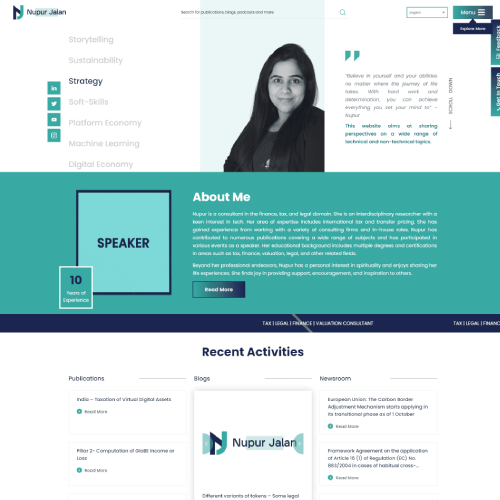 Nupur Jalan
Search for publications, blogs, podcasts and more
English
Menu
Explore More
Feedback
Get In Touch
Storytelling
Sustainability
Strategy
Soft-Skills
Platform Economy
Machine Learning
Digital Economy
"Believe in yourself and your abilities
no matter where the journey of life
takes. With hard work and
determination, you can achieve
everything you set your mind to" –
Nupur
This website aims at sharing
perspectives on a wide range of
technical and non-technical topics.
SPEAKER
10
Years of
Experience
About Me
Nupur is a consultant in the finance, tax, and legal domain. She is an interdisciplinary researcher with a
keen interest in tech. Her area of expertise includes international tax and transfer pricing. She has
gained experience from working with a variety of consulting firms and in-house roles. Nupur has
contributed to numerous publications covering a wide range of subjects and has participated in
various events as a speaker. Her educational background includes multiple degrees and certifications
in areas such as tax, finance, valuation, legal, and other related fields.
Beyond her professional endeavors, Nupur has a personal interest in spirituality and enjoys sharing her
life experiences. She finds joy in providing support, encouragement, and inspiration to others.
Read More
TAX | LEGAL | FINANCE | VALUATION CONSULTANT
TAX | LEGAL | FINANC
Recent Activities
Publications
India – Taxation of Virtual Digital Assets
Read More
Pillar 2- Computation of GloBE Income or
Loss
Read More
Blogs
Nupur Jalan
Different variants of tokens – Some legal
Newsroom
European Union: The Carbon Border
Adjustment Mechanism starts applying in
its transitional phase as of 1 October
Read More
Framework Agreement on the application
of Article 16 (1) of Regulation (EC) No.
883/2004 in cases of habitual cross-...
Read More